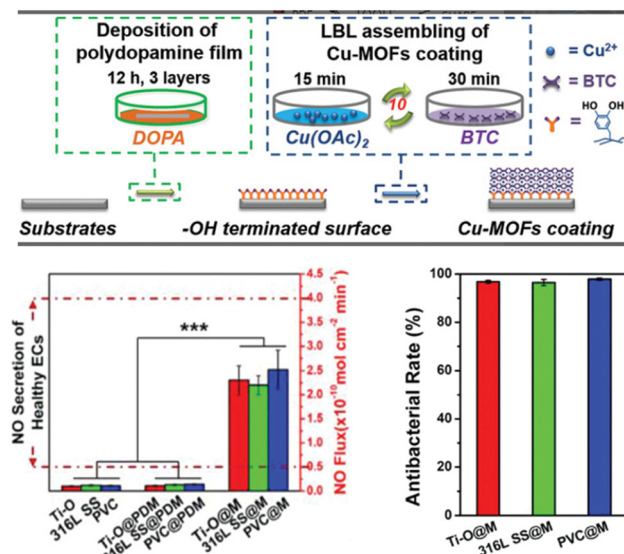 Deposition of
polydopamine film
12 h, 3 layers
DOPA
LBL assembling of
Cu-MOFs coating
15 min
10
30 min
Cu(OAc)2
BTC
= Cu2+
= BTC
HO
OH
=
Substrates
-OH terminated surface
Cu-MOFs coating
NO Secretion of
Healthy ECs
***
4.5
4.0
3.5
3.0
2.5
2.0
1.5
1.0
0.5
0.0
NO Flux(x10-10 mol cm-2 min-1)
Ti-O
316L SS
PVC
Ti-O@PDM
316L SS@PDM
PVC@PDM
Ti-O@M
316L SS@M
PVC@M
Antibacterial Rate (%)
100
80
60
40
20
0
Ti-O@M
316L SS@M
PVC@M